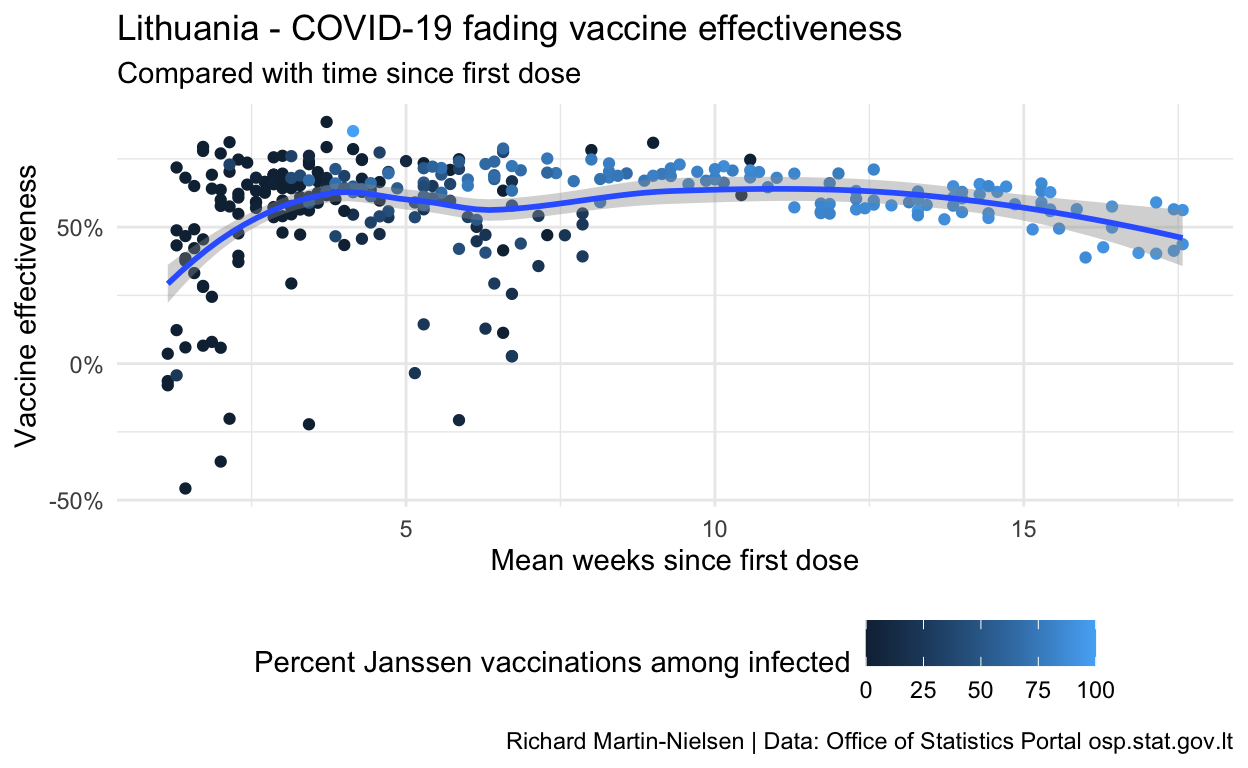 Lithuania - COVID-19 fading vaccine effectiveness
Compared with time since first dose
Vaccine effectiveness
50%
0%
-50%
5 10 15
Mean weeks since first dose
Percent Janssen vaccinations among infected
0 25 50 75 100
Richard Martin-Nielsen | Data: Office of Statistics Portal osp.stat.gov.lt